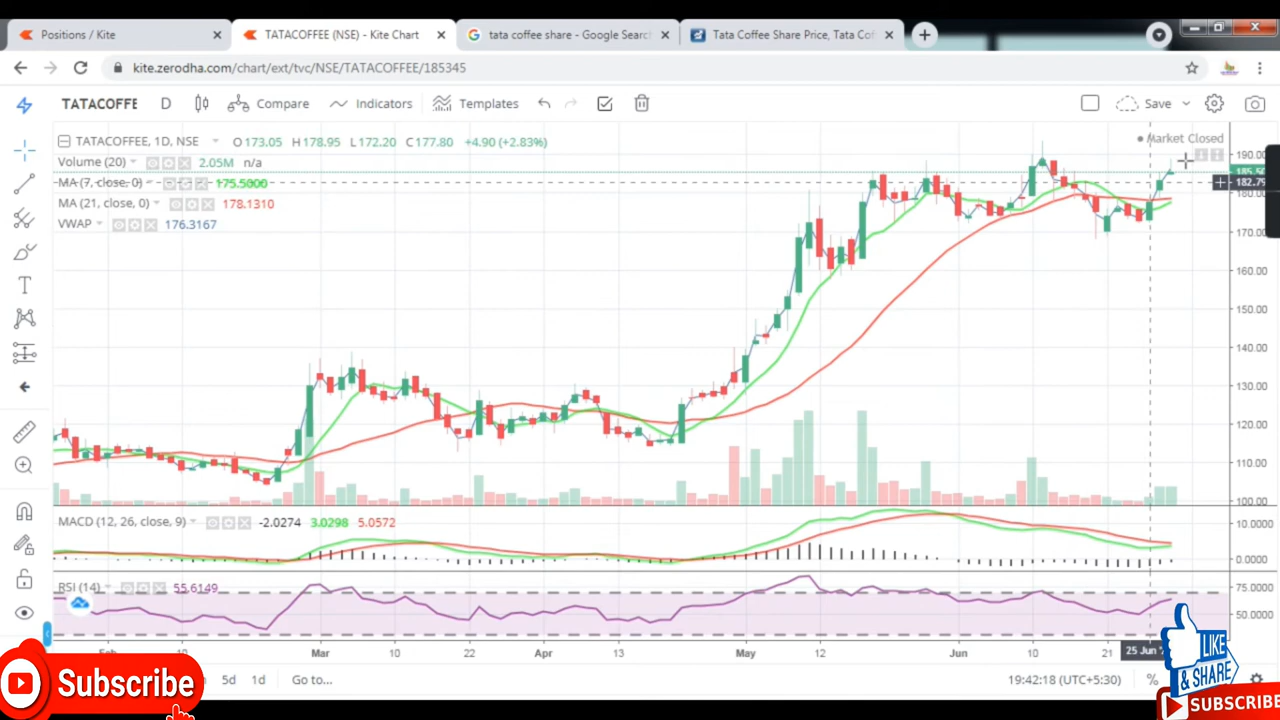 Positions / Kite
TATACOFFEE (NSE) - Kite Chart
tata coffee share - Google Searc
Tata Coffee Share Price, Tata Cof
kite.zerodha.com/chart/ext/tvc/NSE/TATACOFFEE/185345
TATACOFFE D Compare Indicators Templates Save
TATACOFFEE, 1D, NSE O 173.05 H 178.95 L 172.20 C 177.80 +4.90 (+2.83%)
Market Closed
Volume (20) 2.05M n/a
MA (7, close, 0) 175.5000
MA (21, close, 0) 178.1310
VWAP 176.3167
190.00
182.75
180.00
170.00
160.00
150.00
140.00
130.00
120.00
110.00
100.00
MACD (12, 26, close, 9) -2.0274 3.0298 5.0572
10.0000
0.0000
RSI (14) 55.6149
75.0000
50.0000
Mar 10 22 Apr 13 May 12 Jun 10 21 25 Jun
5d 1d Go to... 19:42:18 (UTC+5:30) %
Subscribe
LIKE
& SHARE
SUBSCRIBE